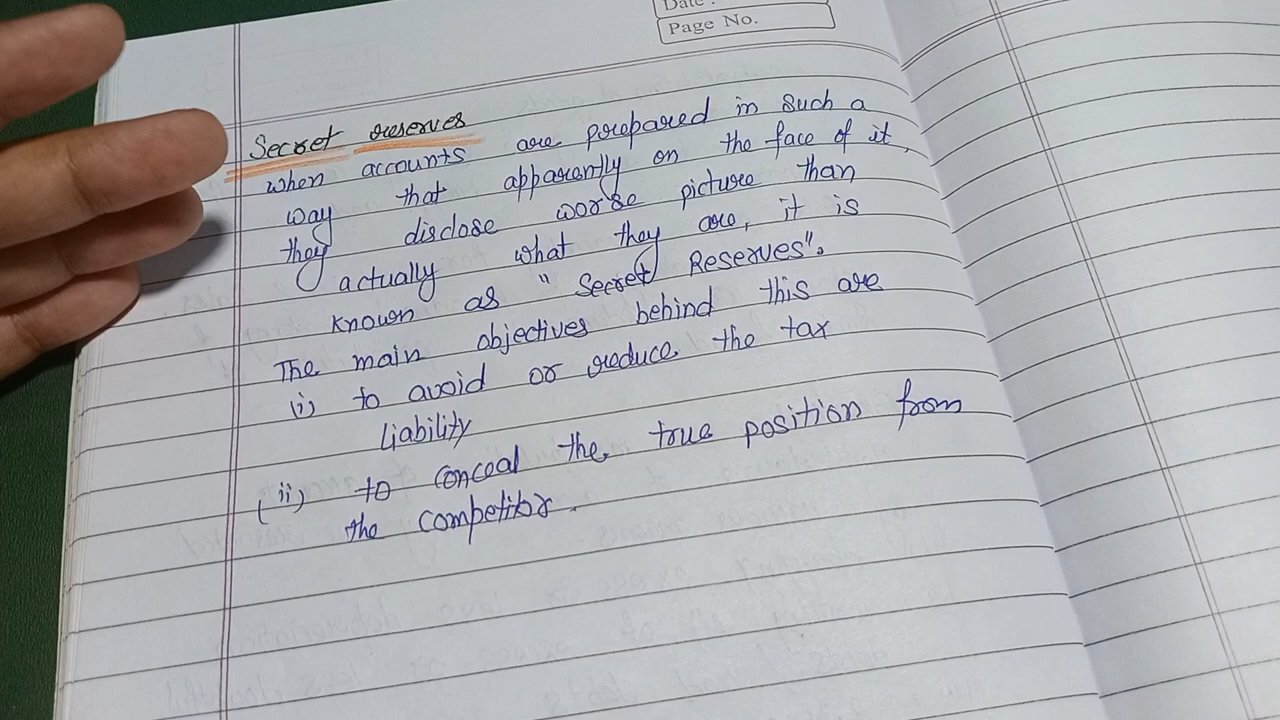 Date :
Page No.
Secret reserves
when accounts are prepared in such a
way that apparently on the face of it,
they disclose worse picture than
actually what they are, it is
known as "Secret Reserves".
The main objectives behind this are
(i) to avoid or reduce the tax
liability
(ii) to conceal the true position from
the competitor.